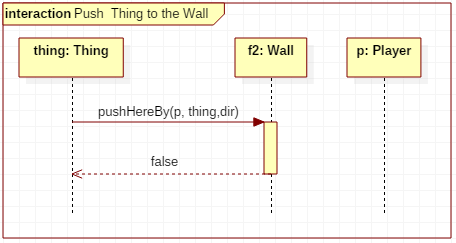 interaction Push  Thing to the Wall
thing: Thing
f2: Wall
p: Player
pushHereBy(p, thing,dir)
false